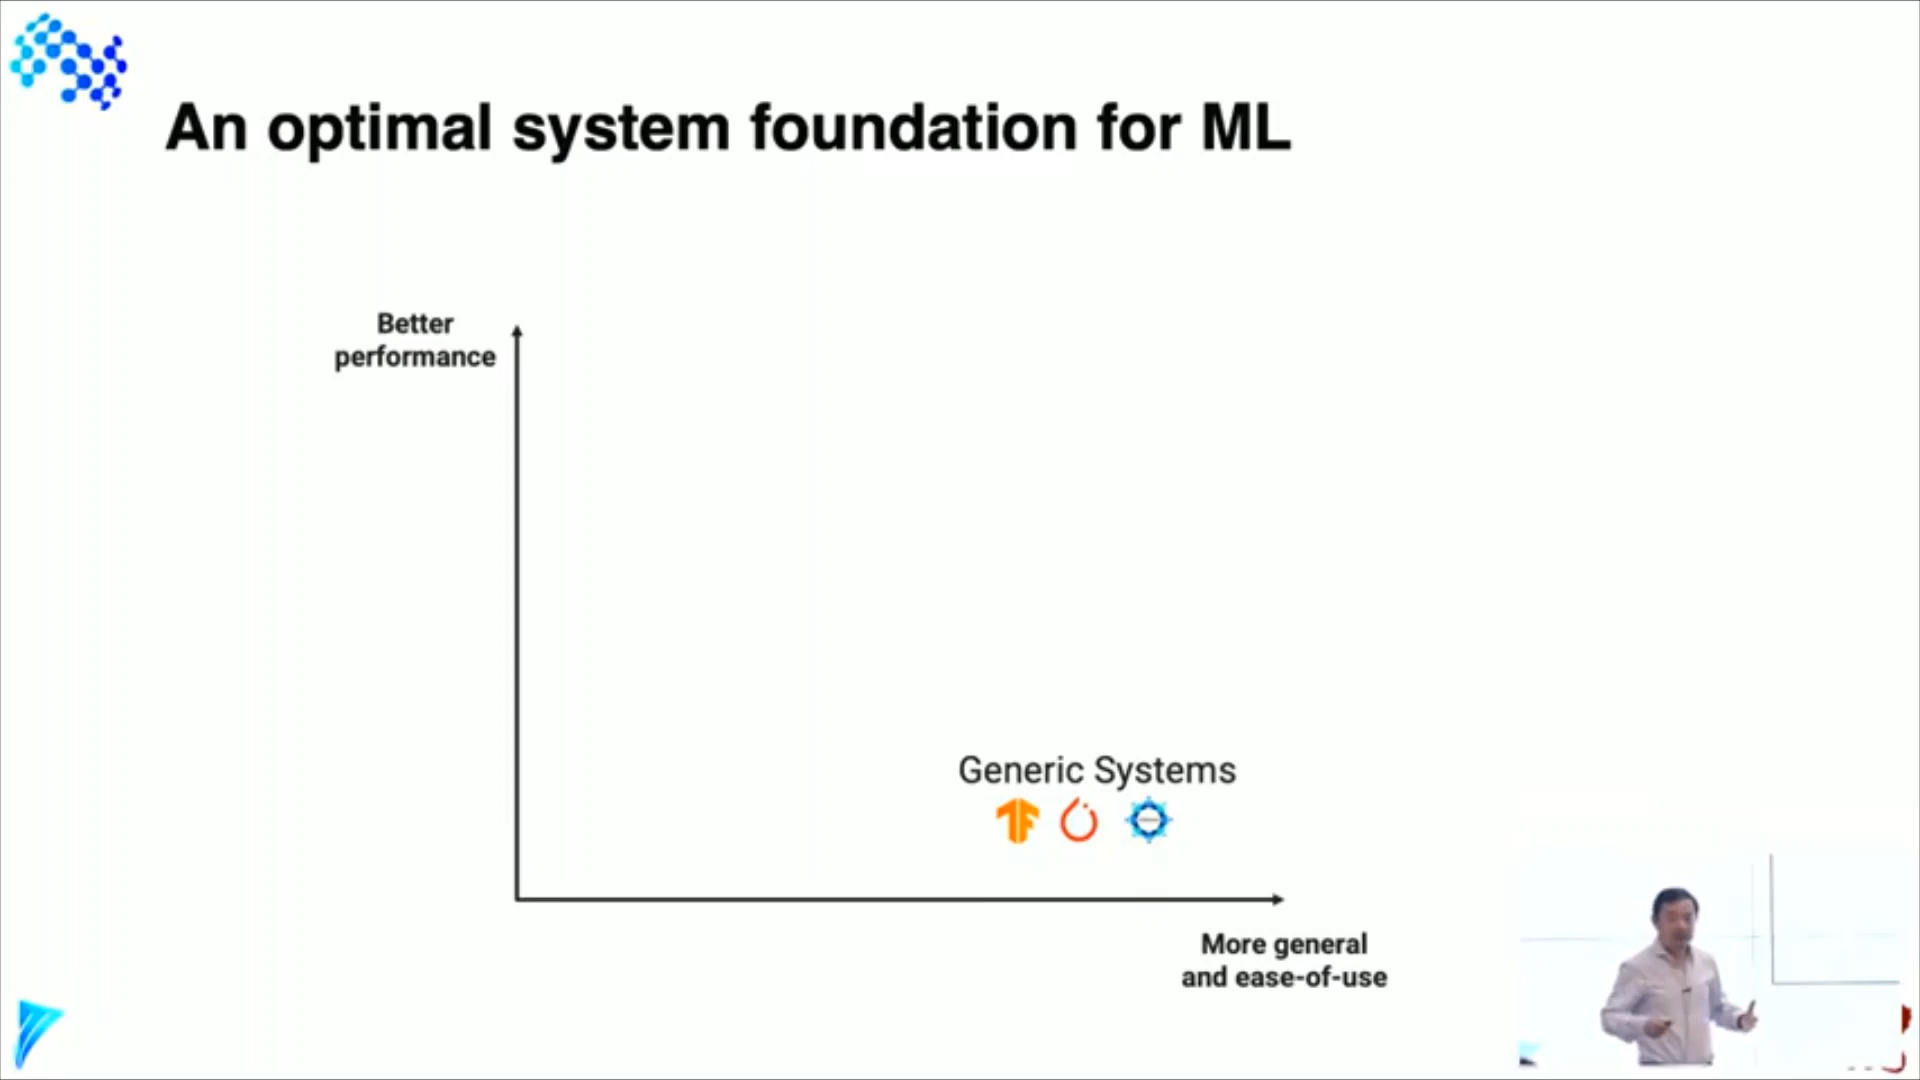 An optimal system foundation for ML
Better
performance
Generic Systems
More general
and ease-of-use